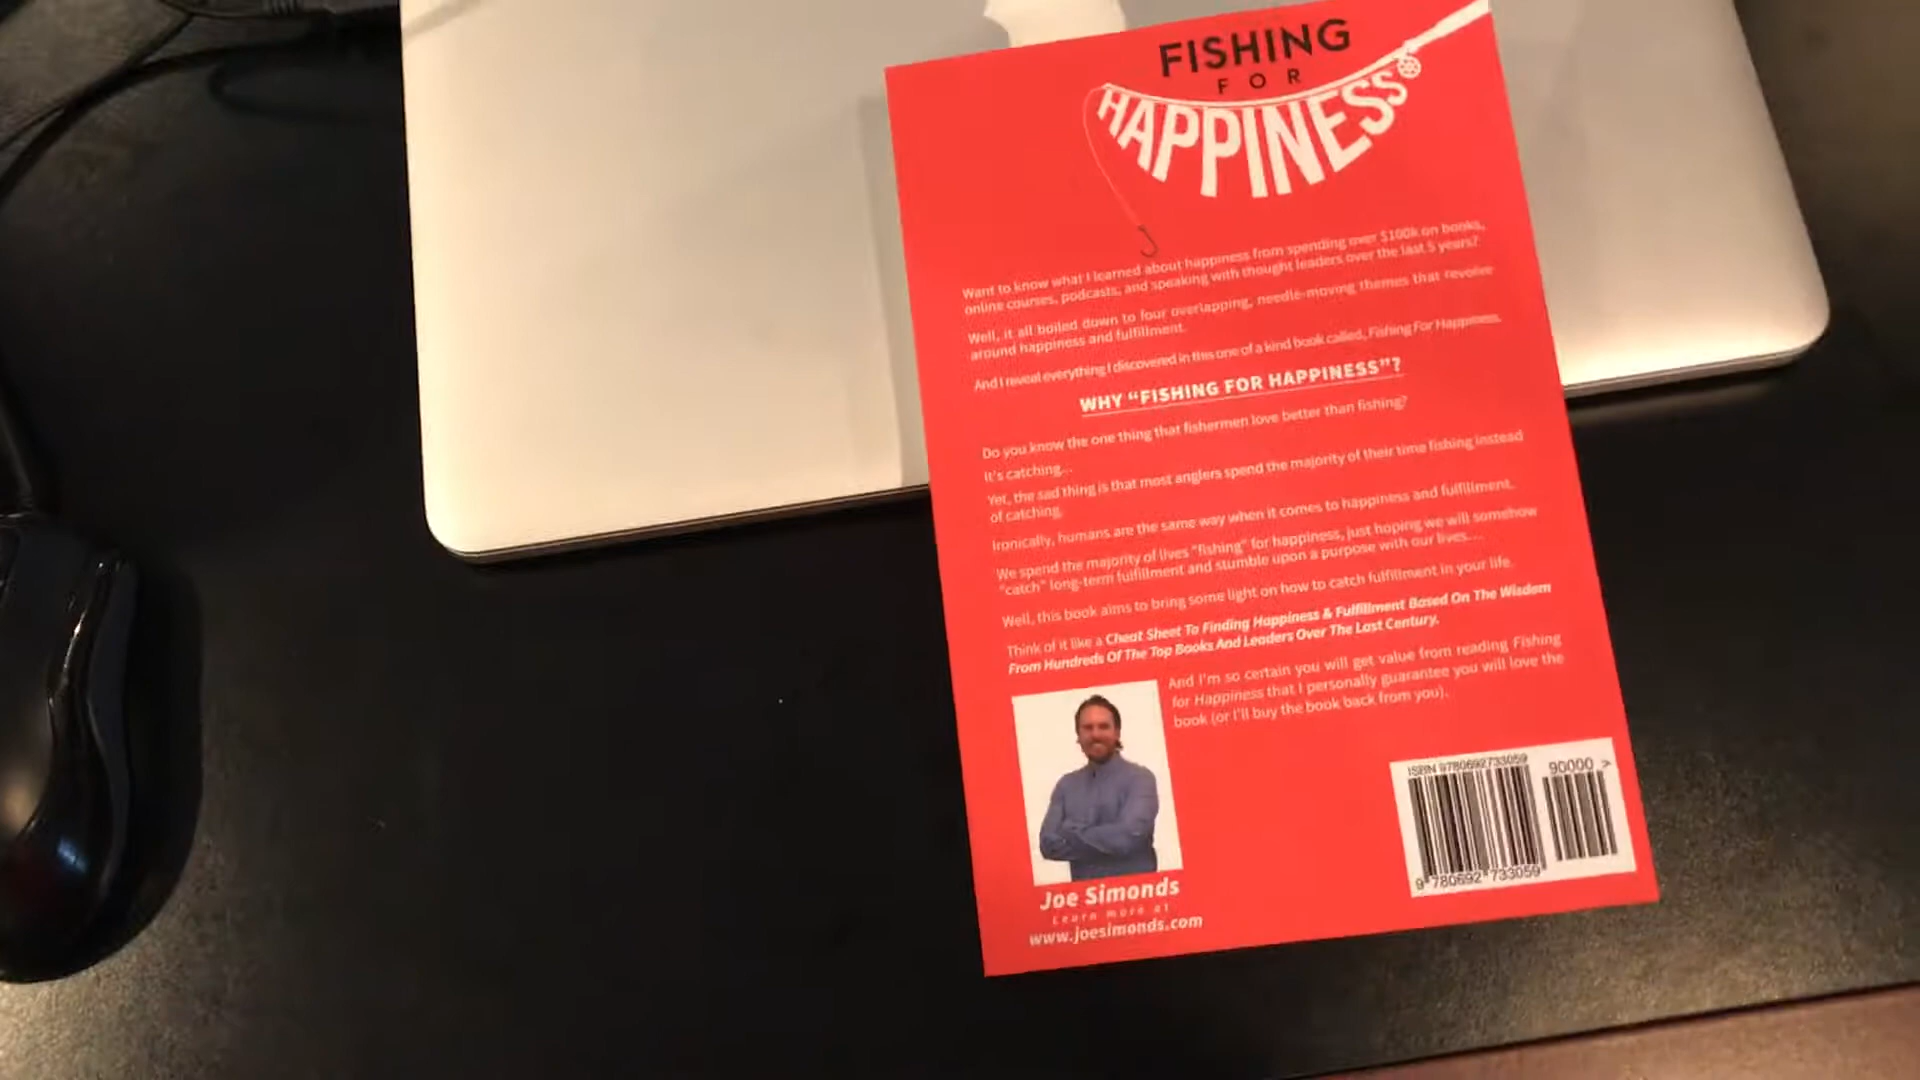 FISHING
FOR
HAPPINESS
Want to know what I learned about happiness from spending over $100k on books,
online courses, podcasts, and speaking with thought leaders over the last 5 years?
Well, it all boiled down to four overlapping, needle-moving themes that revolve
around happiness and fulfillment.
And I reveal everything I discovered in this one of a kind book called, Fishing For Happiness.
WHY "FISHING FOR HAPPINESS"?
Do you know the one thing that fishermen love better than fishing?
It's catching...
Yet, the sad thing is that most anglers spend the majority of their time fishing instead
of catching.
Ironically, humans are the same way when it comes to happiness and fulfillment.
We spend the majority of lives "fishing" for happiness, just hoping we will somehow
"catch" long-term fulfillment and stumble upon a purpose with our lives...
Well, this book aims to bring some light on how to catch fulfillment in your life.
Think of it like a Cheat Sheet To Finding Happiness & Fulfillment Based On The Wisdom
From Hundreds Of The Top Books And Leaders Over The Last Century.
And I'm so certain you will get value from reading Fishing
for Happiness that I personally guarantee you will love the
book (or I'll buy the book back from you).
Joe Simonds
Learn more at
www.joesimonds.com
ISBN 9780692733059
90000 >
9 780692 733059